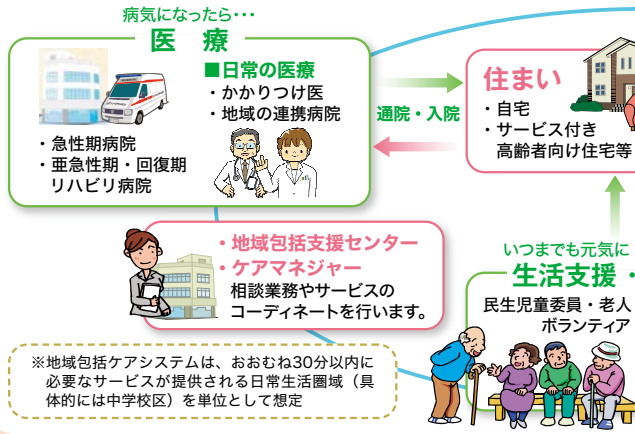 病気になったら･･･
医 療
■日常の医療
・かかりつけ医
・地域の連携病院
・急性期病院
・亜急性期・回復期
リハビリ病院
通院・入院
住まい
・自宅
・サービス付き
高齢者向け住宅等
・地域包括支援センター
・ケアマネジャー
相談業務やサービスの
コーディネートを行います。
いつまでも元気に
生活支援・
民生児童委員・老人
ボランティア
※地域包括ケアシステムは、おおむね30分以内に
必要なサービスが提供される日常生活圏域（具
体的には中学校区）を単位として想定